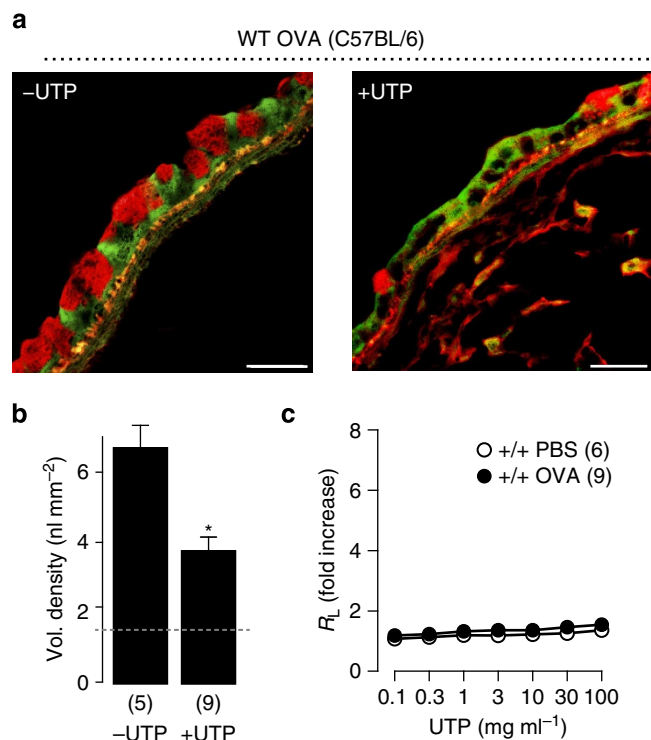 a
WT OVA (C57BL/6)
–UTP
+UTP
b
Vol. density (nl mm–2)
6
4
2
0
*
(5)
(9)
–UTP
+UTP
c
RL (fold increase)
8
6
4
2
0
+/+ PBS (6)
+/+ OVA (9)
0.1 0.3 1 3 10 30 100
UTP (mg ml–1)